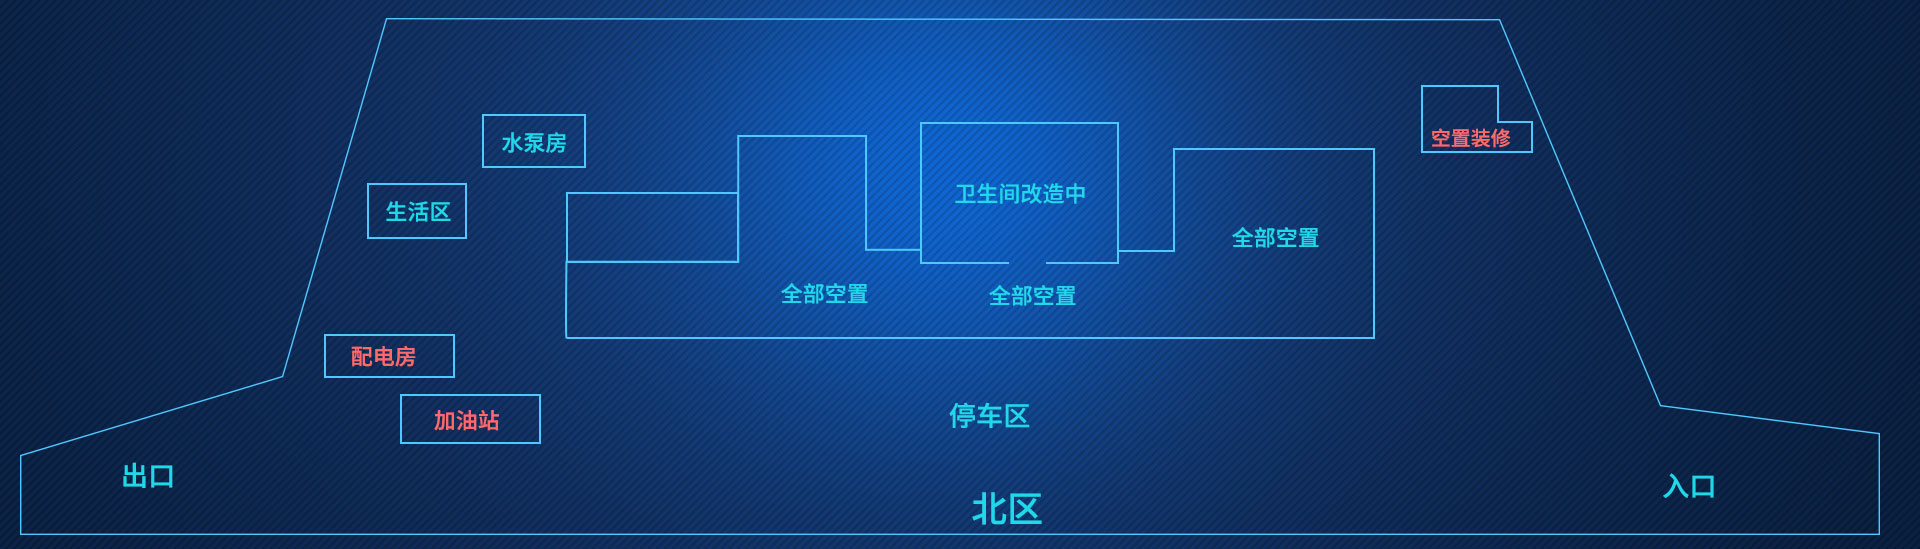 水泵房
空置装修
卫生间改造中
生活区
全部空置
全部空置
全部空置
配电房
加油站
停车区
出口
入口
北区